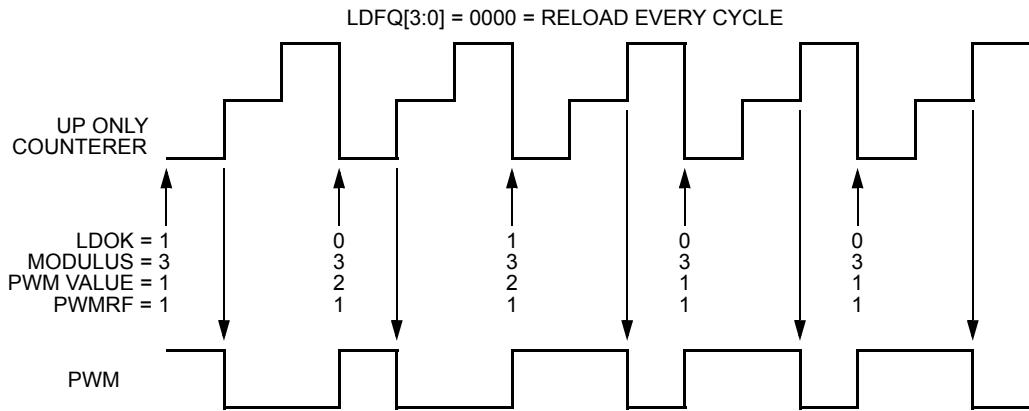 LDFQ[3:0] = 0000 = RELOAD EVERY CYCLE
UP ONLY
COUNTERER
LDOK = 1 0 1 0 0
MODULUS = 3 3 3 3 3
PWM VALUE = 1 2 2 1 1
PWMRF = 1 1 1 1 1
PWM